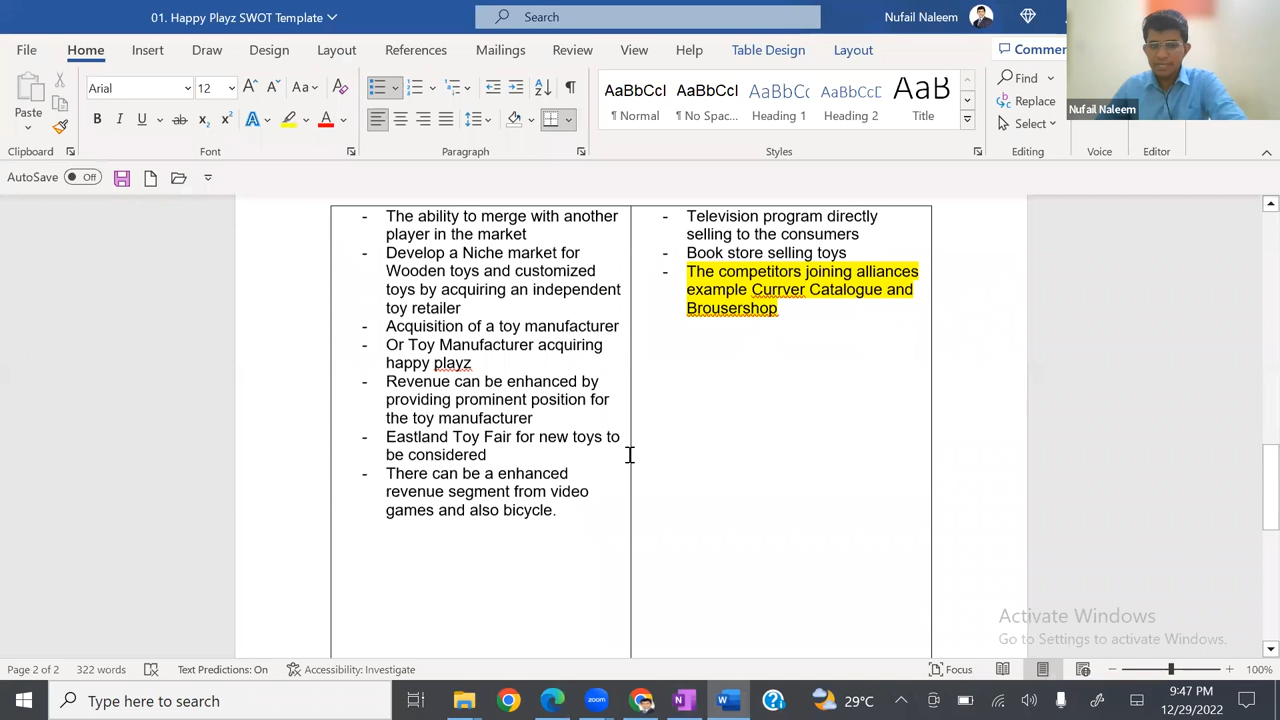 01. Happy Playz SWOT Template
Search
Nufail Naleem
File Home Insert Draw Design Layout References Mailings Review View Help Table Design Layout
Commen
Paste
Arial 12
AaBbCcI AaBbCcI AaBbCc AaBbCcD AaB
¶ Normal ¶ No Spac... Heading 1 Heading 2 Title
Find
Replace
Select
Nufail Naleem
Clipboard Font Paragraph Styles Editing Voice Editor
AutoSave Off
- The ability to merge with another
player in the market
- Develop a Niche market for
Wooden toys and customized
toys by acquiring an independent
toy retailer
- Acquisition of a toy manufacturer
- Or Toy Manufacturer acquiring
happy playz
- Revenue can be enhanced by
providing prominent position for
the toy manufacturer
- Eastland Toy Fair for new toys to
be considered
- There can be a enhanced
revenue segment from video
games and also bicycle.
- Television program directly
selling to the consumers
- Book store selling toys
- The competitors joining alliances
example Currver Catalogue and
Brousershop
Activate Windows
Go to Settings to activate Windows.
Page 2 of 2 322 words Text Predictions: On Accessibility: Investigate Focus 100%
Type here to search
zoom
29°C
9:47 PM
12/29/2022